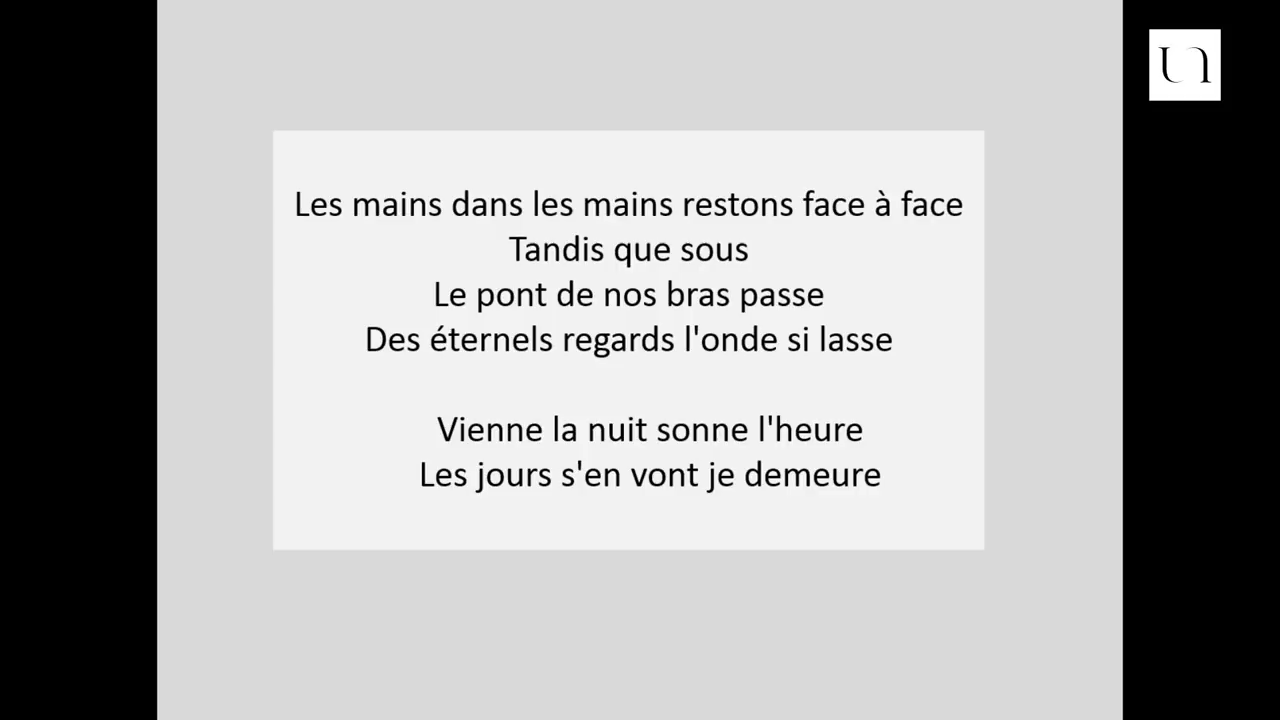 Les mains dans les mains restons face à face
Tandis que sous
Le pont de nos bras passe
Des éternels regards l'onde si lasse
Vienne la nuit sonne l'heure
Les jours s'en vont je demeure